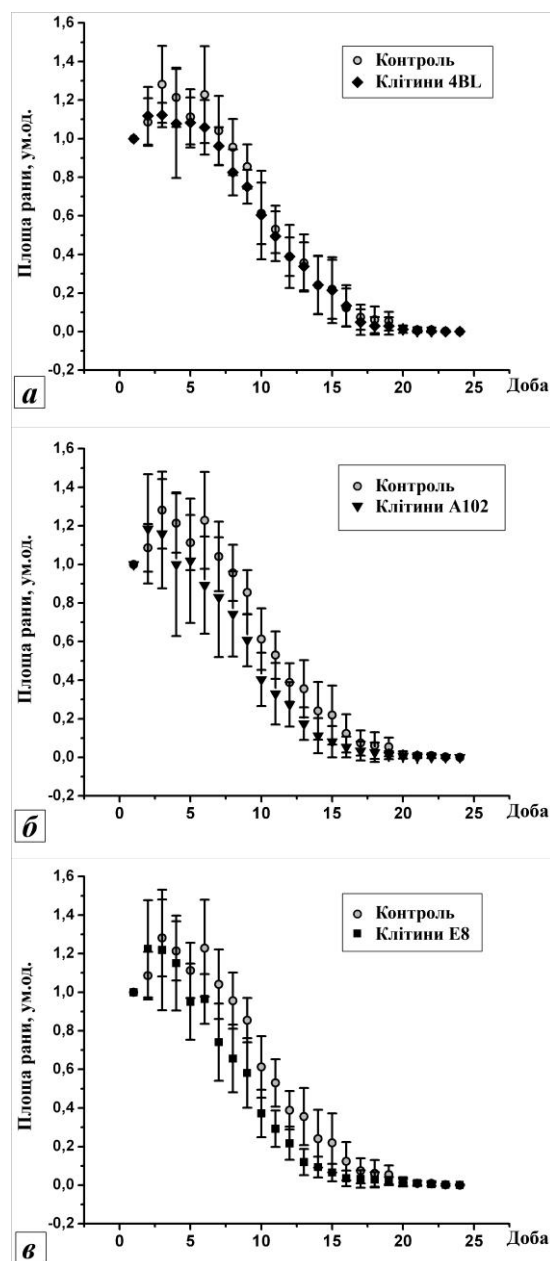 1,6
1,4
1,2
1,0
0,8
0,6
0,4
0,2
0,0
-0,2
Площа рани, ум.од.
Контроль
Клітини 4BL
0 5 10 15 20 25
Доба
а
1,6
1,4
1,2
1,0
0,8
0,6
0,4
0,2
0,0
-0,2
Площа рани, ум.од.
Контроль
Клітини A102
0 5 10 15 20 25
Доба
б
1,6
1,4
1,2
1,0
0,8
0,6
0,4
0,2
0,0
-0,2
Площа рани, ум.од.
Контроль
Клітини E8
0 5 10 15 20 25
Доба
в